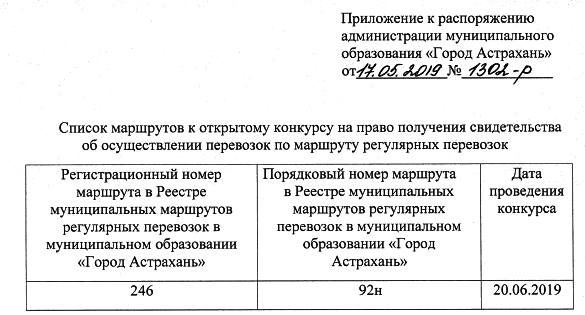 Приложение к распоряжению
администрации муниципального
образования «Город Астрахань»
от 17.05.2019 № 1302-р
Список маршрутов к открытому конкурсу на право получения свидетельства
об осуществлении перевозок по маршруту регулярных перевозок
Регистрационный номер
маршрута в Реестре
муниципальных маршрутов
регулярных перевозок в
муниципальном образовании
«Город Астрахань»
Порядковый номер маршрута
в Реестре муниципальных
маршрутов регулярных
перевозок в муниципальном
образовании «Город
Астрахань»
Дата
проведения
конкурса
246
92н
20.06.2019